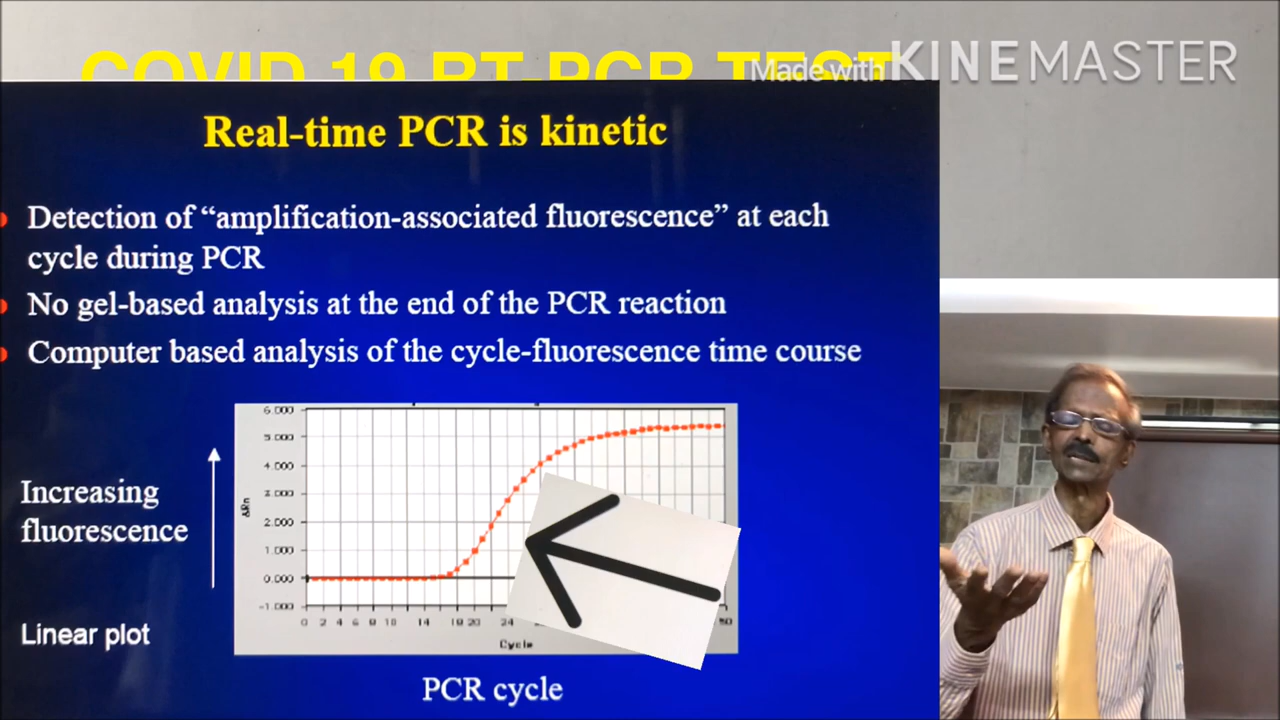 COVID 19 RT-PCR TEST
Made with KINEMASTER
Real-time PCR is kinetic
Detection of “amplification-associated fluorescence” at each
cycle during PCR
No gel-based analysis at the end of the PCR reaction
Computer based analysis of the cycle-fluorescence time course
6.000
5.000
4.000
3.000
2.000
1.000
0.000
-1.000
ΔRn
Increasing
fluorescence
0 2 4 6 8 10 14 18 20 24
Cycle
Linear plot
PCR cycle